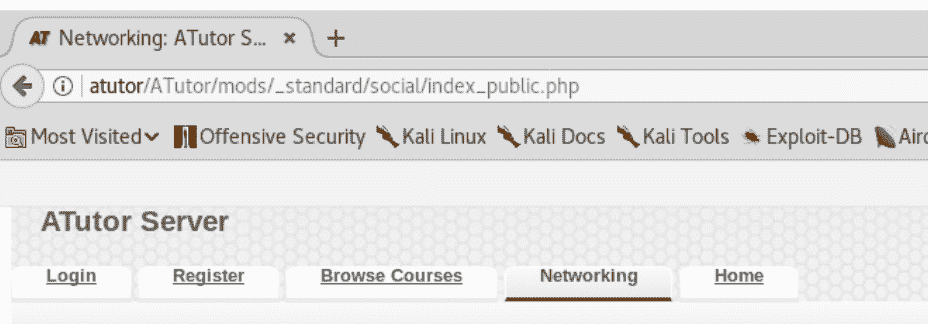 AT Networking: ATutor S... × +
atutor/ATutor/mods/_standard/social/index_public.php
Most Visited Offensive Security Kali Linux Kali Docs Kali Tools Exploit-DB Airc
ATutor Server
Login Register Browse Courses Networking Home